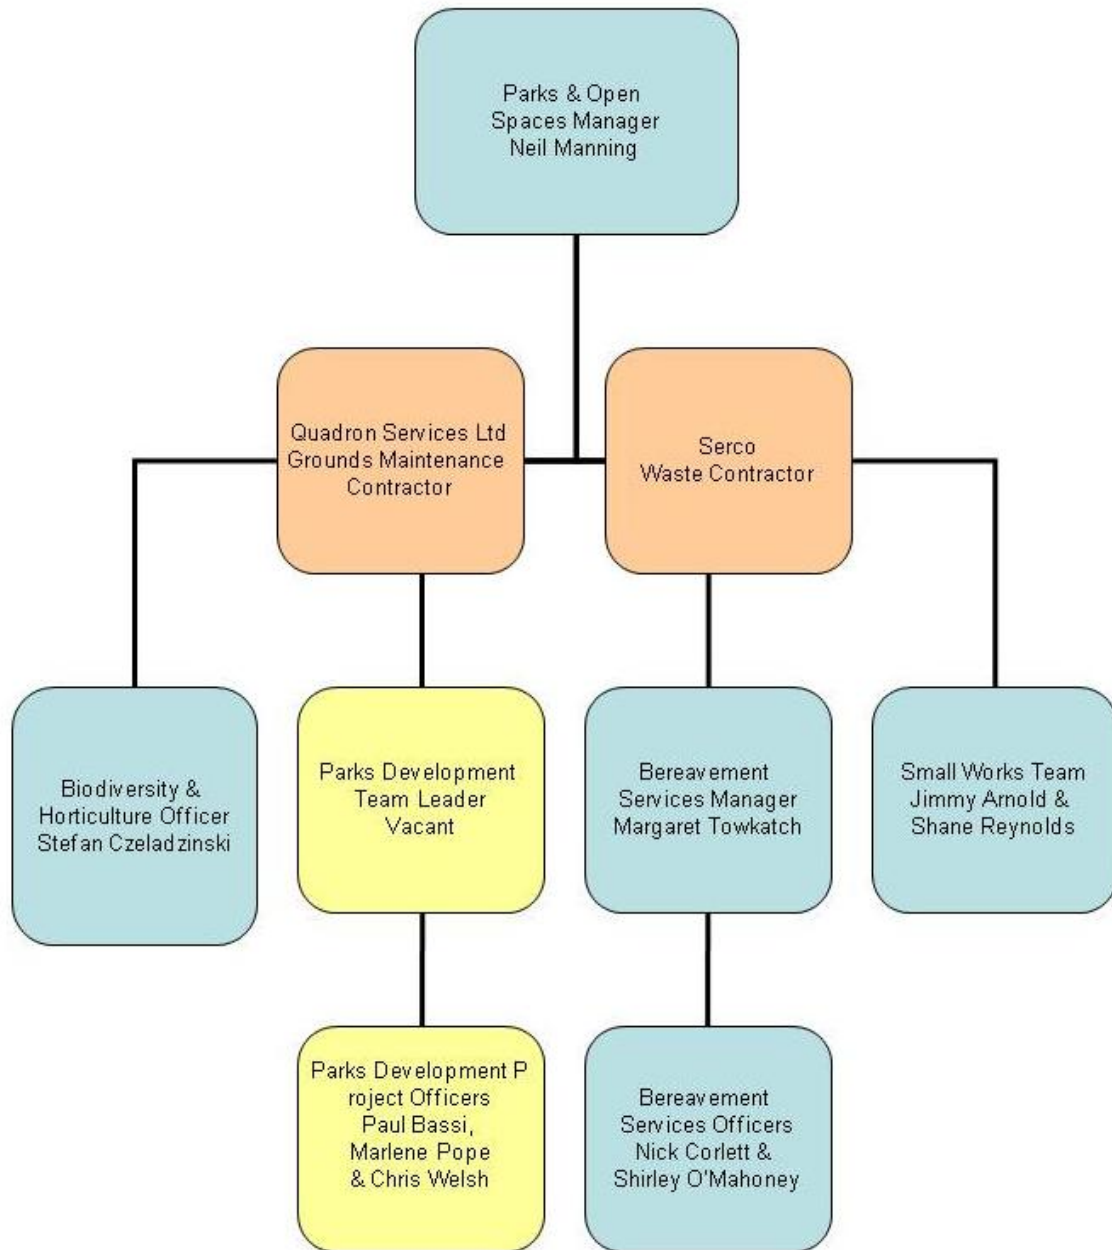 Parks & Open
Spaces Manager
Neil Manning
Quadron Services Ltd
Grounds Maintenance
Contractor
Serco
Waste Contractor
Biodiversity &
Horticulture Officer
Stefan Czeladzinski
Parks Development
Team Leader
Vacant
Bereavement
Services Manager
Margaret Towkatch
Small Works Team
Jimmy Arnold &
Shane Reynolds
Parks Development P
roject Officers
Paul Bassi,
Marlene Pope
& Chris Welsh
Bereavement
Services Officers
Nick Corlett &
Shirley O'Mahoney